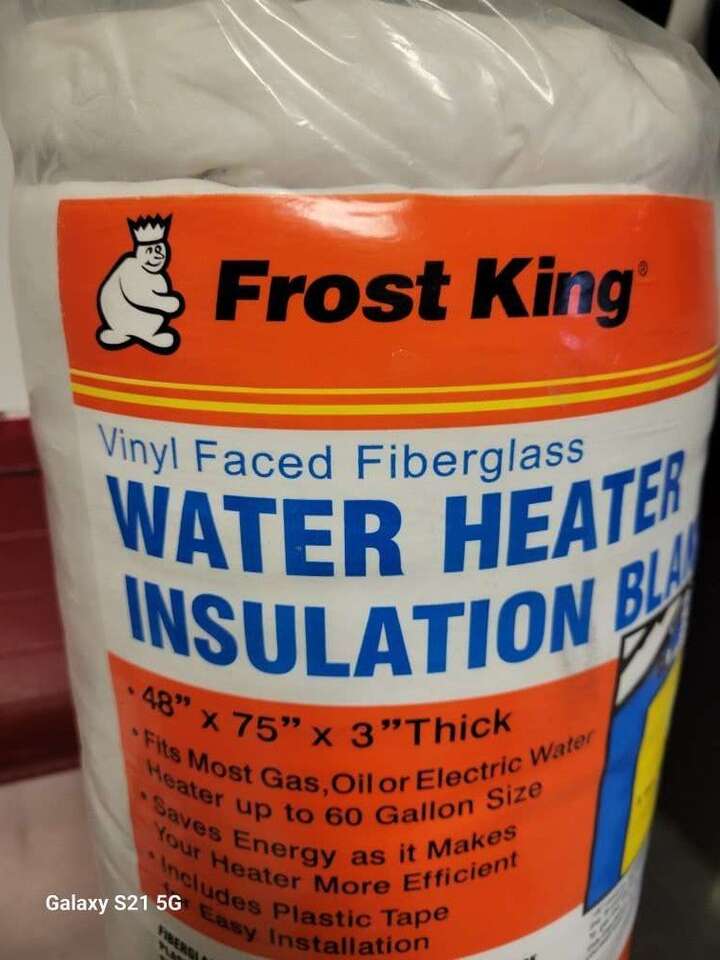 Frost King®
Vinyl Faced Fiberglass
WATER HEATER
INSULATION BLAN
• 48" x 75" x 3" Thick
• Fits Most Gas, Oil or Electric Water
Heater up to 60 Gallon Size
• Saves Energy as it Makes
Your Heater More Efficient
• Includes Plastic Tape
for Easy Installation
Galaxy S21 5G